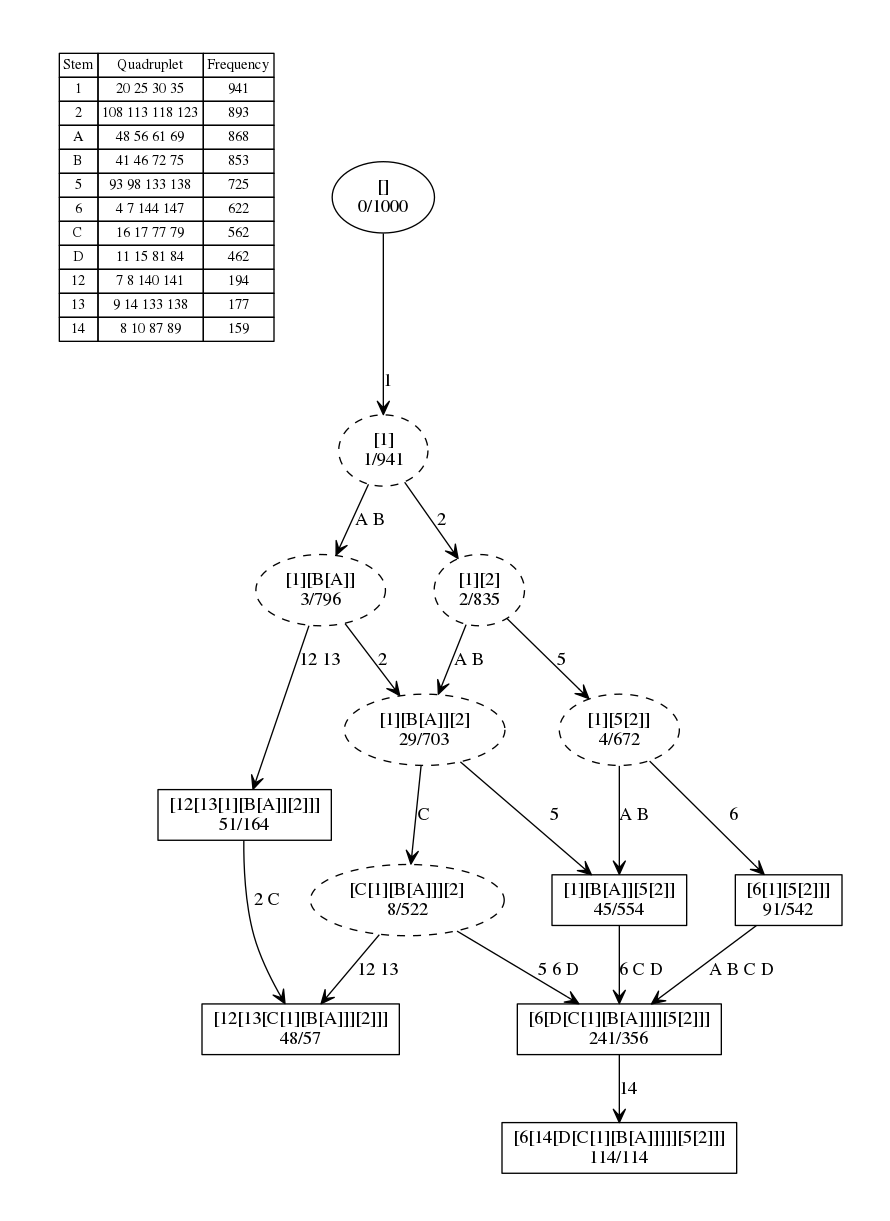 Stem Quadruplet Frequency
1 20 25 30 35 941
2 108 113 118 123 893
A 48 56 61 69 868
B 41 46 72 75 853
5 93 98 133 138 725
6 4 7 144 147 622
C 16 17 77 79 562
D 11 15 81 84 462
12 7 8 140 141 194
13 9 14 133 138 177
14 8 10 87 89 159
[]
0/1000
1
[1]
1/941
A B
2
[1][B[A]]
3/796
[1][2]
2/835
12 13
2
A B
5
[1][B[A]][2]
29/703
[1][5[2]]
4/672
[12[13[1][B[A]][2]]]
51/164
C
5
A B
6
[C[1][B[A]]][2]
8/522
[1][B[A]][5[2]]
45/554
[6[1][5[2]]]
91/542
2 C
12 13
5 6 D
6 C D
A B C D
[12[13[C[1][B[A]]][2]]]
48/57
[6[D[C[1][B[A]]]][5[2]]]
241/356
14
[6[14[D[C[1][B[A]]]]][5[2]]]
114/114